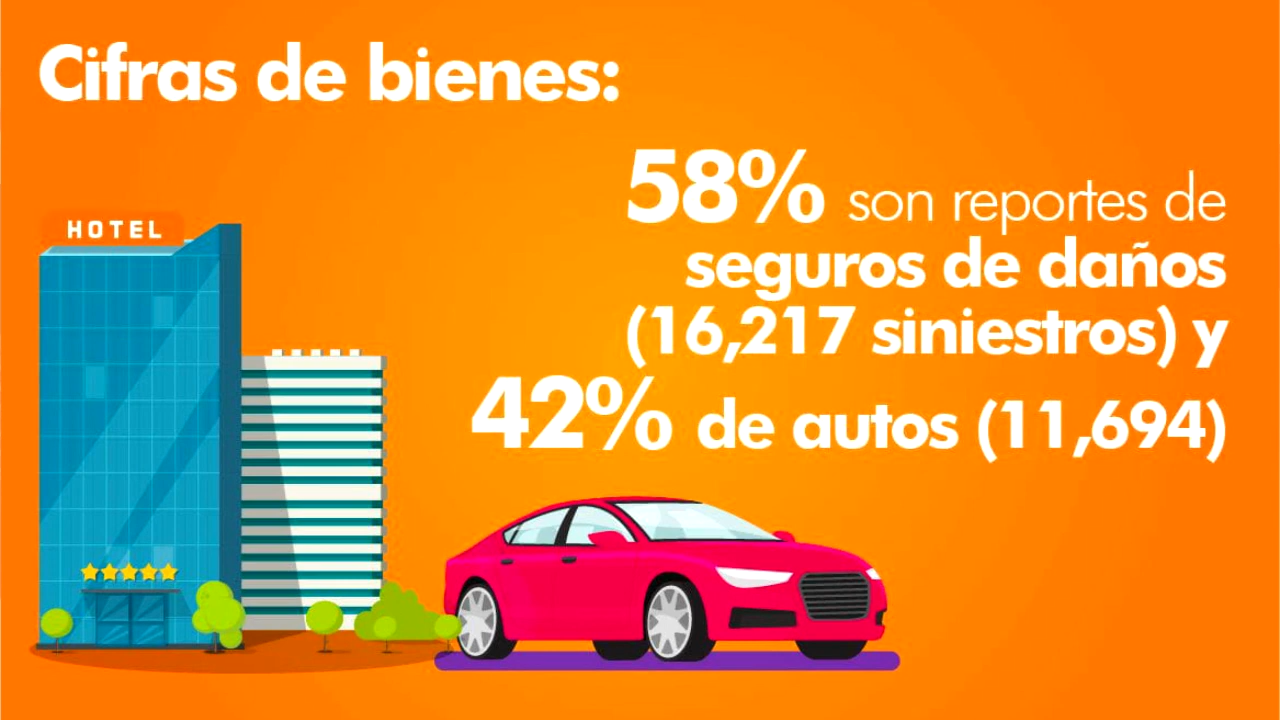 Cifras de bienes:
58% son reportes de
seguros de daños
(16,217 siniestros) y
42% de autos (11,694)
HOTEL